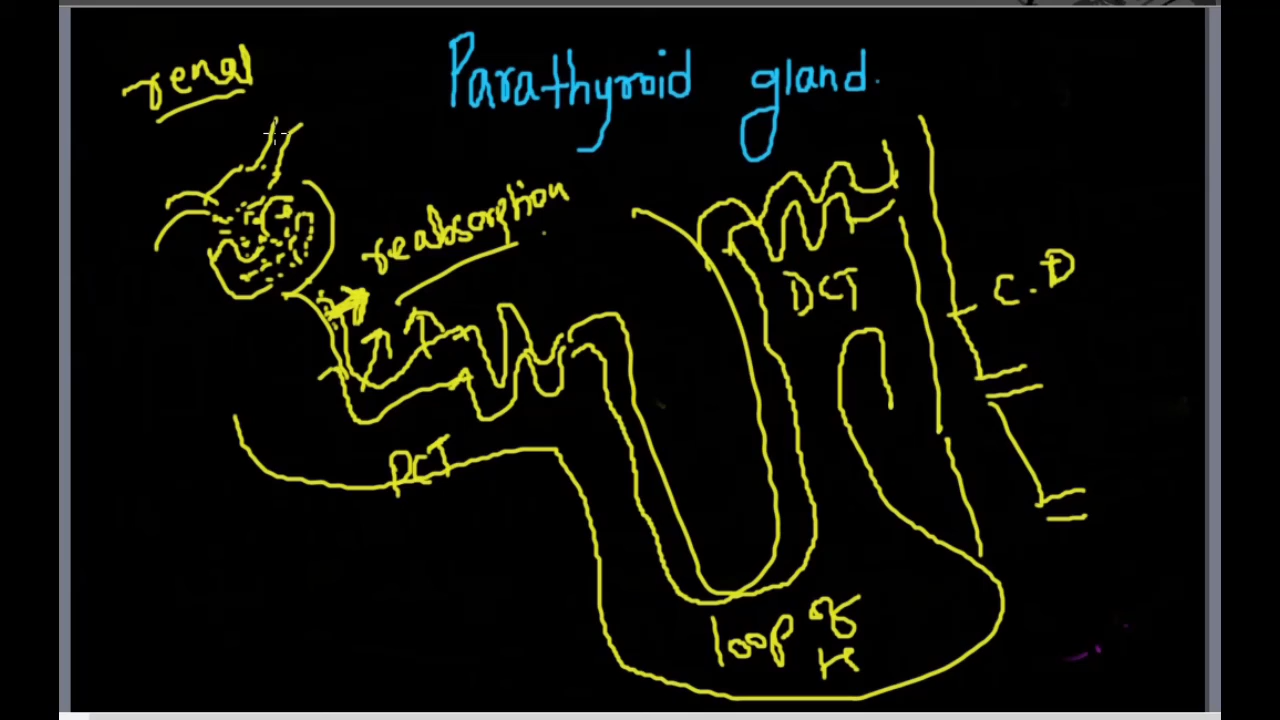 Parathyroid gland.
renal
reabsorption
DCT
C.D
PCT
loop of
H